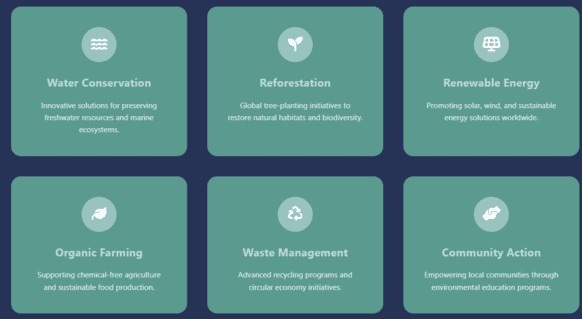 Water Conservation
Innovative solutions for preserving
freshwater resources and marine
ecosystems.
Reforestation
Global tree-planting initiatives to
restore natural habitats and biodiversity.
Renewable Energy
Promoting solar, wind, and sustainable
energy solutions worldwide.
Organic Farming
Supporting chemical-free agriculture
and sustainable food production.
Waste Management
Advanced recycling programs and
circular economy initiatives.
Community Action
Empowering local communities through
environmental education programs.